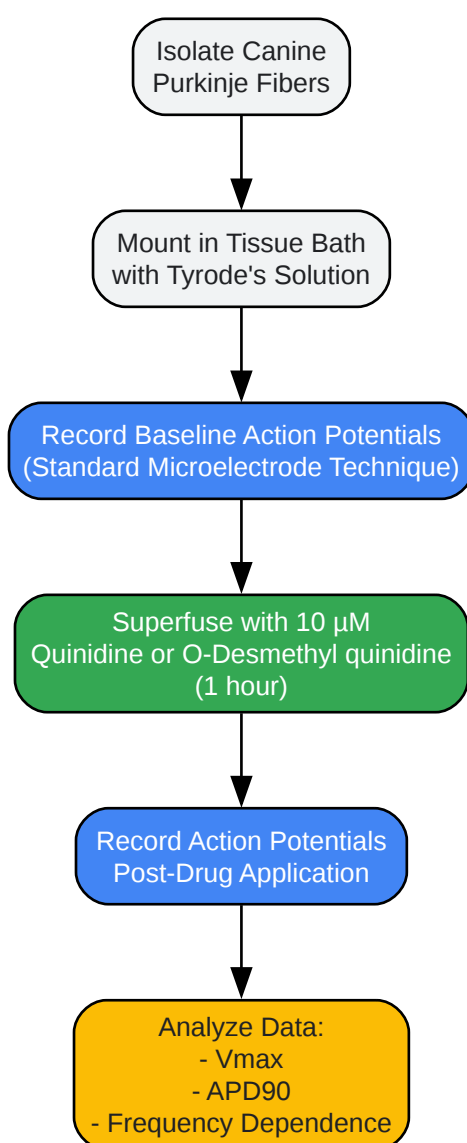 Isolate Canine
Purkinje Fibers
Mount in Tissue Bath
with Tyrode's Solution
Record Baseline Action Potentials
(Standard Microelectrode Technique)
Superfuse with 10 µM
Quinidine or O-Desmethyl quinidine
(1 hour)
Record Action Potentials
Post-Drug Application
Analyze Data:
- Vmax
- APD90
- Frequency Dependence